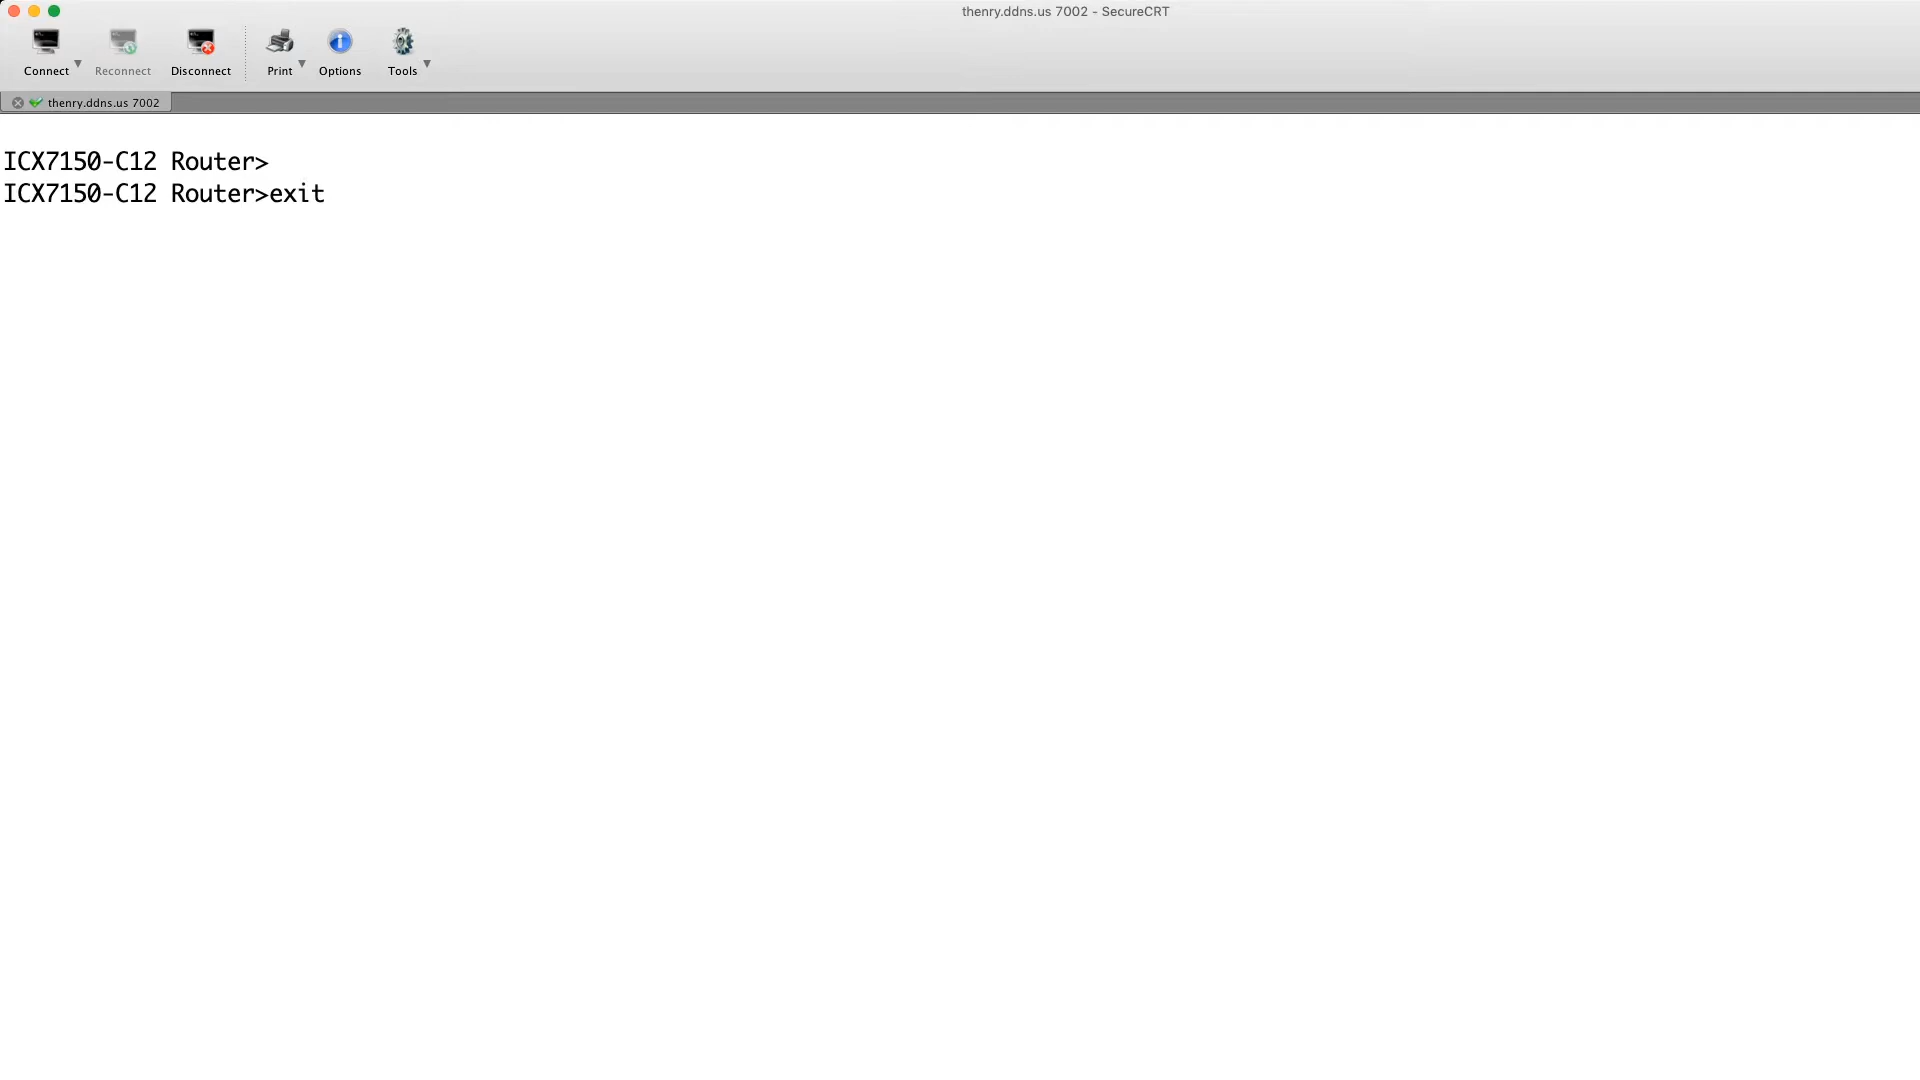 thenry.ddns.us 7002 - SecureCRT
Connect Reconnect Disconnect Print Options Tools
thenry.ddns.us 7002
ICX7150-C12 Router>
ICX7150-C12 Router>exit